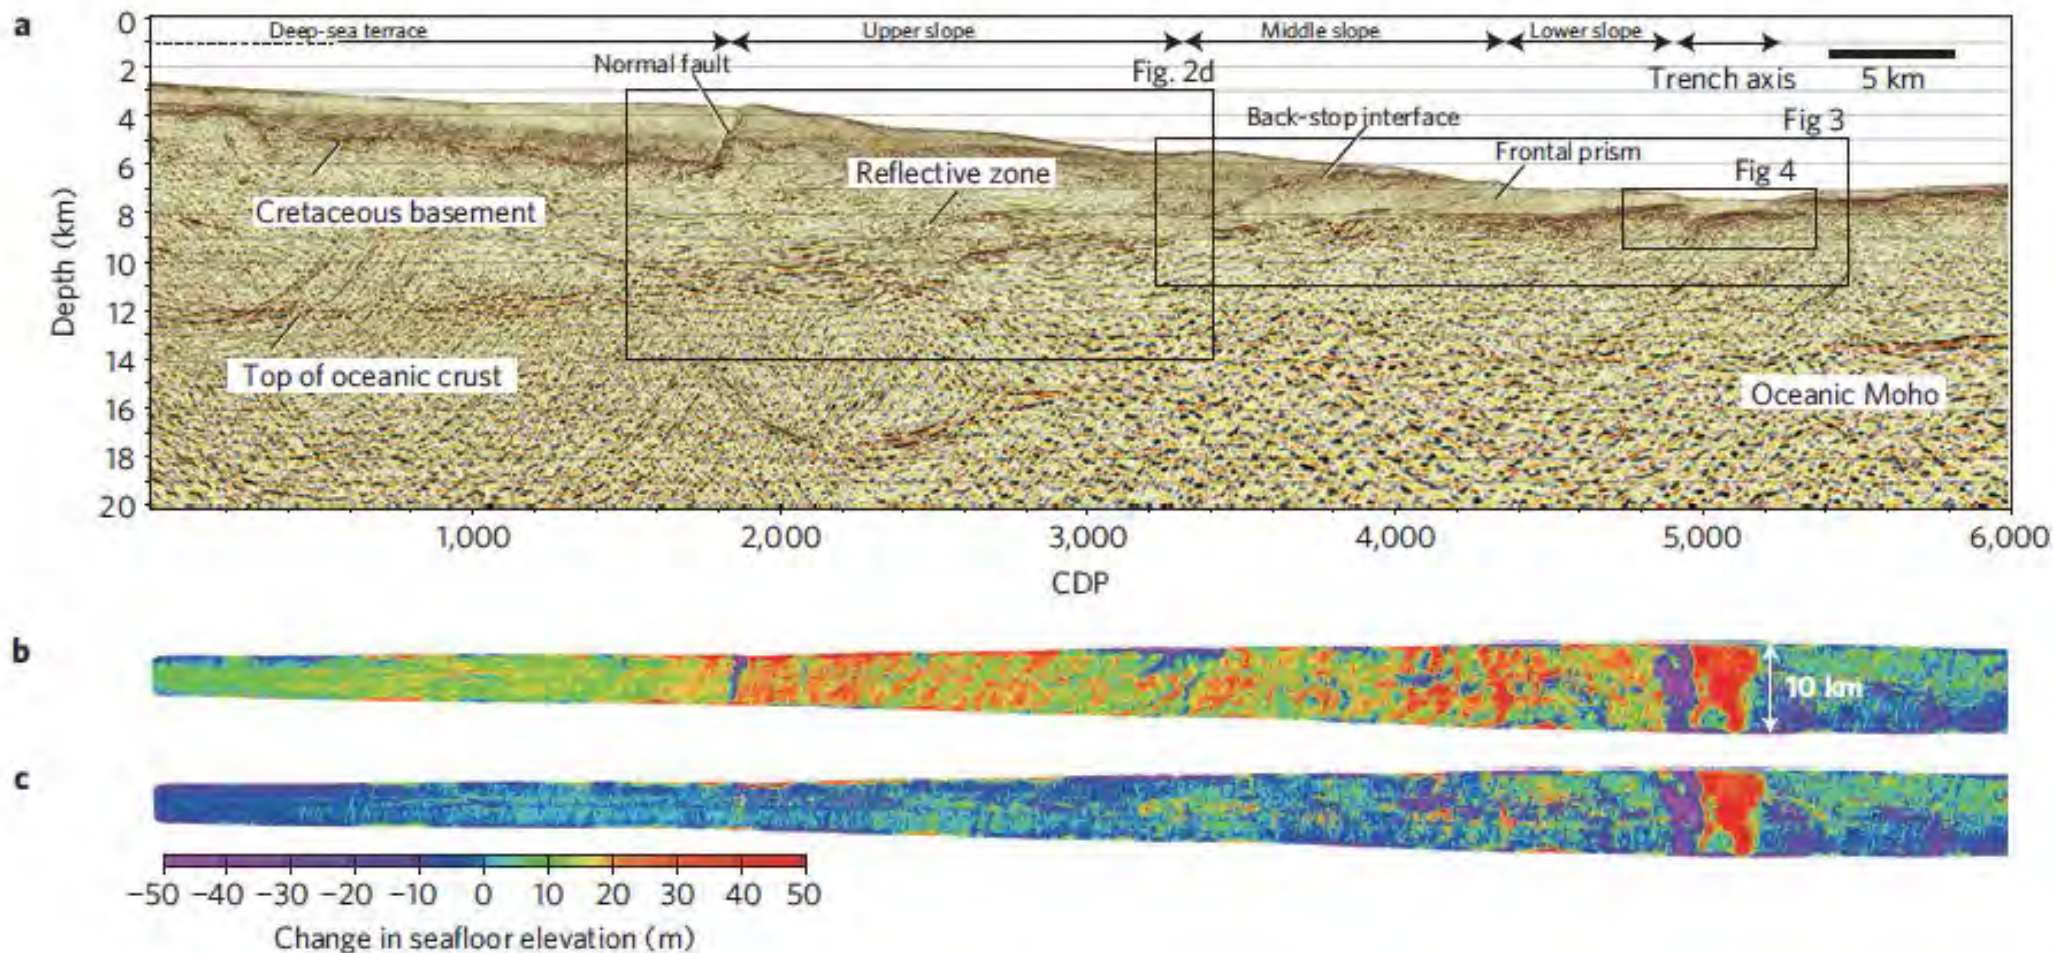 a
Deep-sea terrace
Upper slope
Middle slope
Lower slope
Normal fault
Fig. 2d
Trench axis
5 km
Back-stop interface
Fig 3
Frontal prism
Fig 4
Reflective zone
Cretaceous basement
Top of oceanic crust
Oceanic Moho
Depth (km)
0
2
4
6
8
10
12
14
16
18
20
1,000
2,000
3,000
4,000
5,000
6,000
CDP
b
10 km
c
−50
−40
−30
−20
−10
0
10
20
30
40
50
Change in seafloor elevation (m)